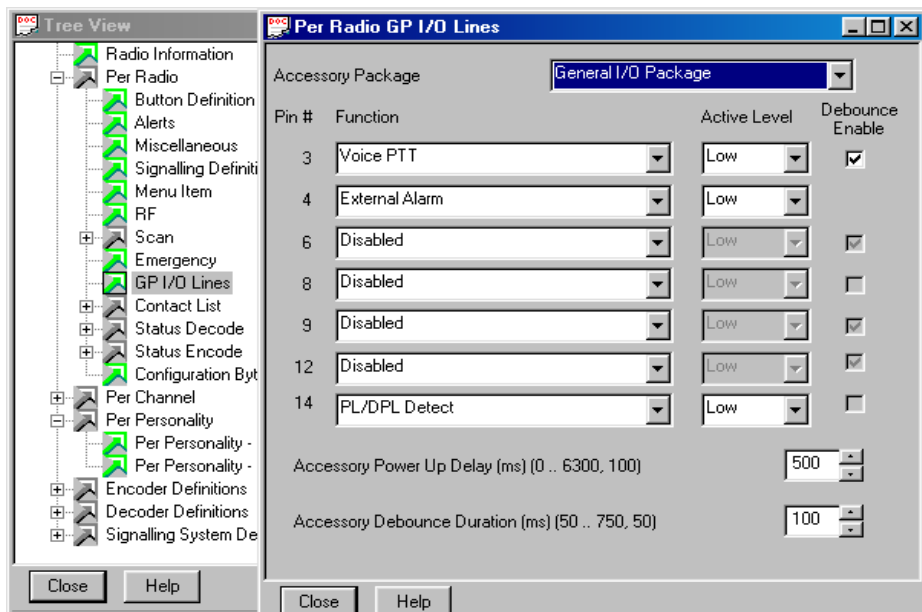 DOC Tree View
Radio Information
Per Radio
Button Definition
Alerts
Miscellaneous
Signalling Definiti
Menu Item
RF
Scan
Emergency
GP I/O Lines
Contact List
Status Decode
Status Encode
Configuration Byt
Per Channel
Per Personality
Per Personality -
Per Personality -
Encoder Definitions
Decoder Definitions
Signalling System De
Close Help
DOC Per Radio GP I/O Lines
Accessory Package General I/O Package
Pin # Function Active Level Debounce Enable
3 Voice PTT Low
4 External Alarm Low
6 Disabled Low
8 Disabled Low
9 Disabled Low
12 Disabled Low
14 PL/DPL Detect Low
Accessory Power Up Delay (ms) (0 .. 6300, 100) 500
Accessory Debounce Duration (ms) (50 .. 750, 50) 100
Close Help